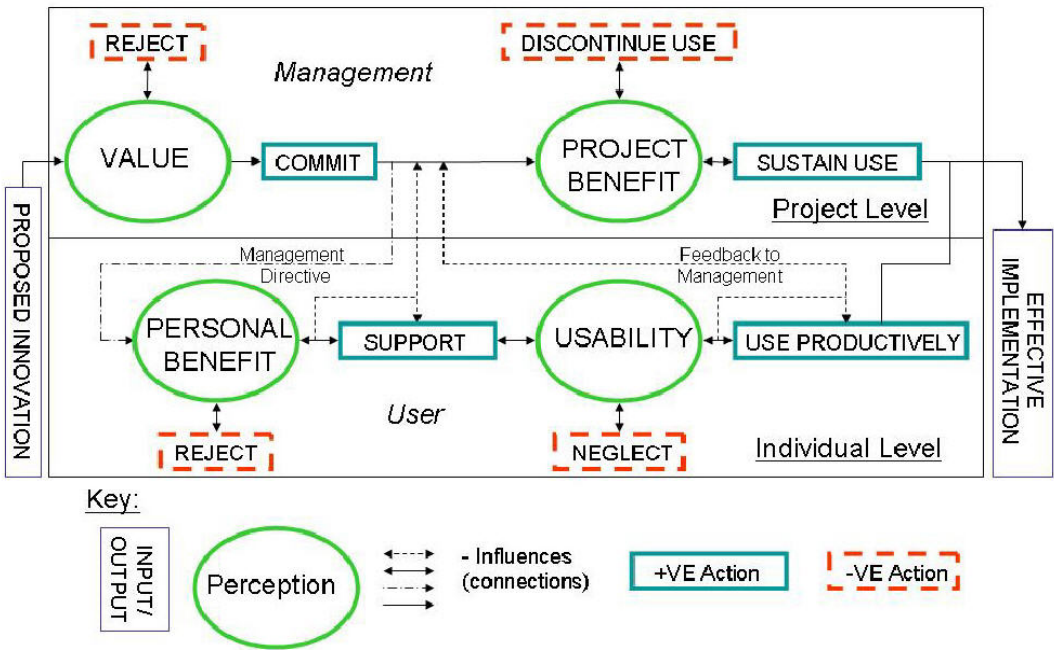 REJECT
DISCONTINUE USE
Management
VALUE
COMMIT
PROJECT
BENEFIT
SUSTAIN USE
Project Level
PROPOSED INNOVATION
Management
Directive
Feedback to
Management
PERSONAL
BENEFIT
SUPPORT
USABILITY
USE PRODUCTIVELY
EFFECTIVE
IMPLEMENTATION
User
REJECT
NEGLECT
Individual Level
Key:
INPUT/
OUTPUT
Perception
- Influences
(connections)
+VE Action
-VE Action